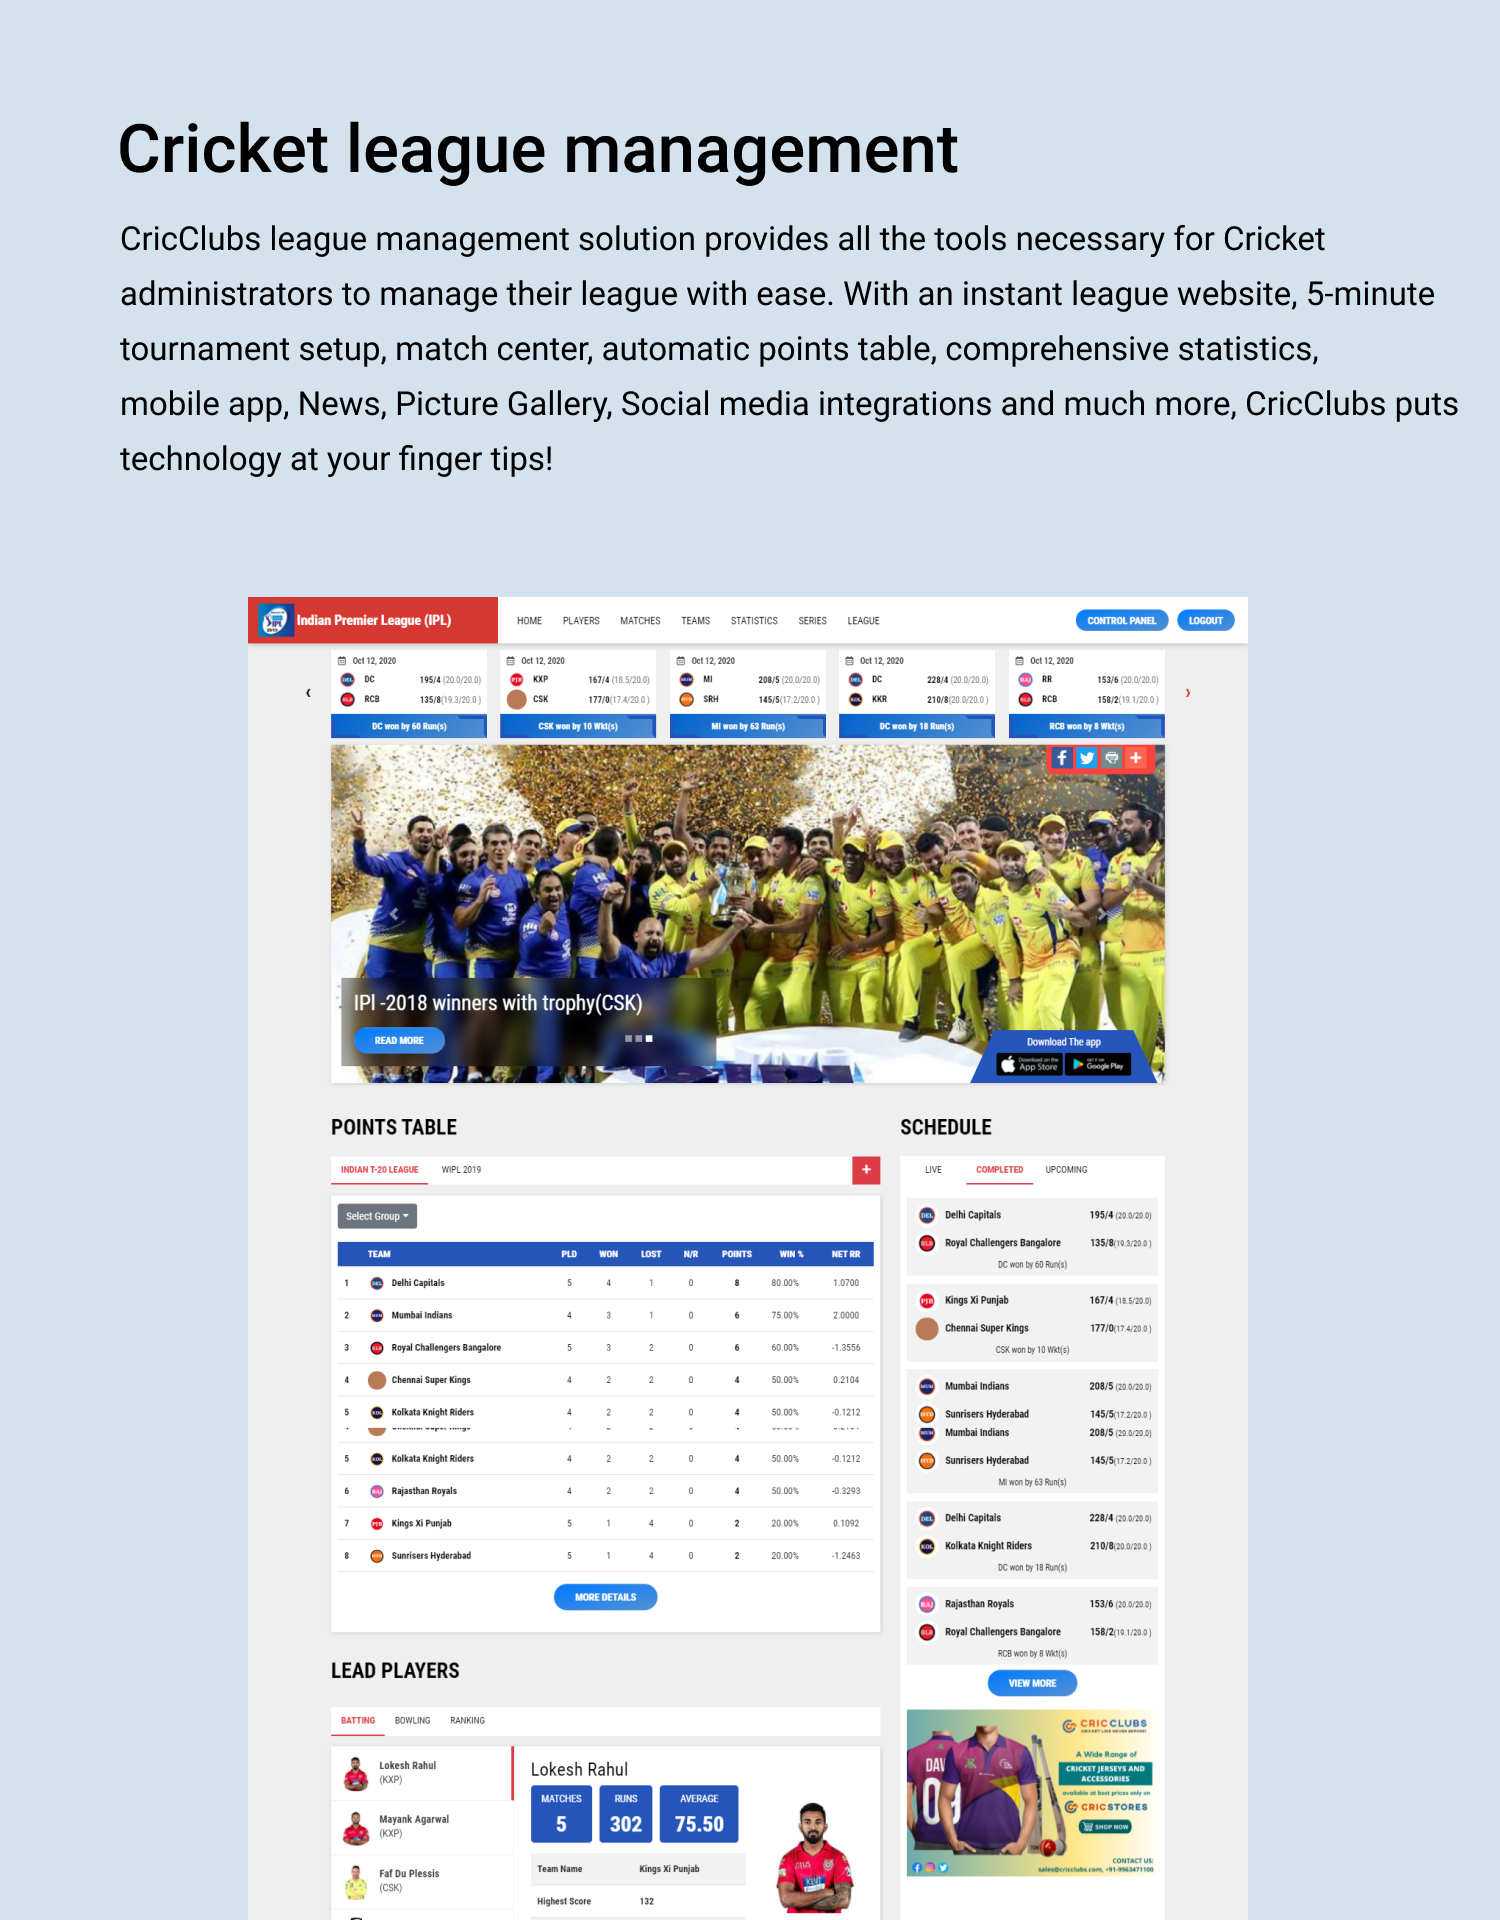 Cricket league management
CricClubs league management solution provides all the tools necessary for Cricket
administrators to manage their league with ease. With an instant league website, 5-minute
tournament setup, match center, automatic points table, comprehensive statistics,
mobile app, News, Picture Gallery, Social media integrations and much more, CricClubs puts
technology at your finger tips!
Indian Premier League (IPL) HOME PLAYERS MATCHES TEAMS STATISTICS SERIES LEAGUE CONTROL PANEL LOGOUT
Oct 12, 2020 Oct 12, 2020 Oct 12, 2020 Oct 12, 2020 Oct 12, 2020
DC 195/4 (20.0/20.0) KXP 167/4 (18.5/20.0) MI 208/5 (20.0/20.0) DC 228/4 (20.0/20.0) RR 153/6 (20.0/20.0)
RCB 135/8(19.3/20.0 ) CSK 177/0(17.4/20.0 ) SRH 145/5(17.2/20.0 ) KKR 210/8(20.0/20.0 ) RCB 158/2(19.1/20.0 )
DC won by 60 Run(s) CSK won by 10 Wkt(s) MI won by 63 Run(s) DC won by 18 Run(s) RCB won by 8 Wkt(s)
IPl -2018 winners with trophy(CSK)
READ MORE
Download The app
Download on the App Store GET IT ON Google Play
POINTS TABLE
INDIAN T-20 LEAGUE WIPL 2019 +
Select Group
TEAM PLD WON LOST N/R POINTS WIN % NET RR
1 Delhi Capitals 5 4 1 0 8 80.00% 1.0700
2 Mumbai Indians 4 3 1 0 6 75.00% 2.0000
3 Royal Challengers Bangalore 5 3 2 0 6 60.00% -1.3556
4 Chennai Super Kings 4 2 2 0 4 50.00% 0.2104
5 Kolkata Knight Riders 4 2 2 0 4 50.00% -0.1212
5 Kolkata Knight Riders 4 2 2 0 4 50.00% -0.1212
6 Rajasthan Royals 4 2 2 0 4 50.00% -0.3293
7 Kings Xi Punjab 5 1 4 0 2 20.00% 0.1092
8 Sunrisers Hyderabad 5 1 4 0 2 20.00% -1.2463
MORE DETAILS
SCHEDULE
LIVE COMPLETED UPCOMING
Delhi Capitals 195/4 (20.0/20.0)
Royal Challengers Bangalore 135/8(19.3/20.0 )
DC won by 60 Run(s)
Kings Xi Punjab 167/4 (18.5/20.0)
Chennai Super Kings 177/0(17.4/20.0 )
CSK won by 10 Wkt(s)
Mumbai Indians 208/5 (20.0/20.0)
Sunrisers Hyderabad 145/5(17.2/20.0 )
Mumbai Indians 208/5 (20.0/20.0)
Sunrisers Hyderabad 145/5(17.2/20.0 )
MI won by 63 Run(s)
Delhi Capitals 228/4 (20.0/20.0)
Kolkata Knight Riders 210/8(20.0/20.0 )
DC won by 18 Run(s)
Rajasthan Royals 153/6 (20.0/20.0)
Royal Challengers Bangalore 158/2(19.1/20.0 )
RCB won by 8 Wkt(s)
VIEW MORE
LEAD PLAYERS
BATTING BOWLING RANKING
Lokesh Rahul
(KXP)
Mayank Agarwal
(KXP)
Faf Du Plessis
(CSK)
Lokesh Rahul
MATCHES RUNS AVERAGE
5 302 75.50
Team Name Kings Xi Punjab
Highest Score 132
CRICCLUBS
CRICKET LIKE NEVER BEFORE!
A Wide Range of
CRICKET JERSEYS AND
ACCESSORIES
available at best prices only on
CRICSTORES
SHOP NOW
CONTACT US:
sales@cricclubs.com, +91-9963471100